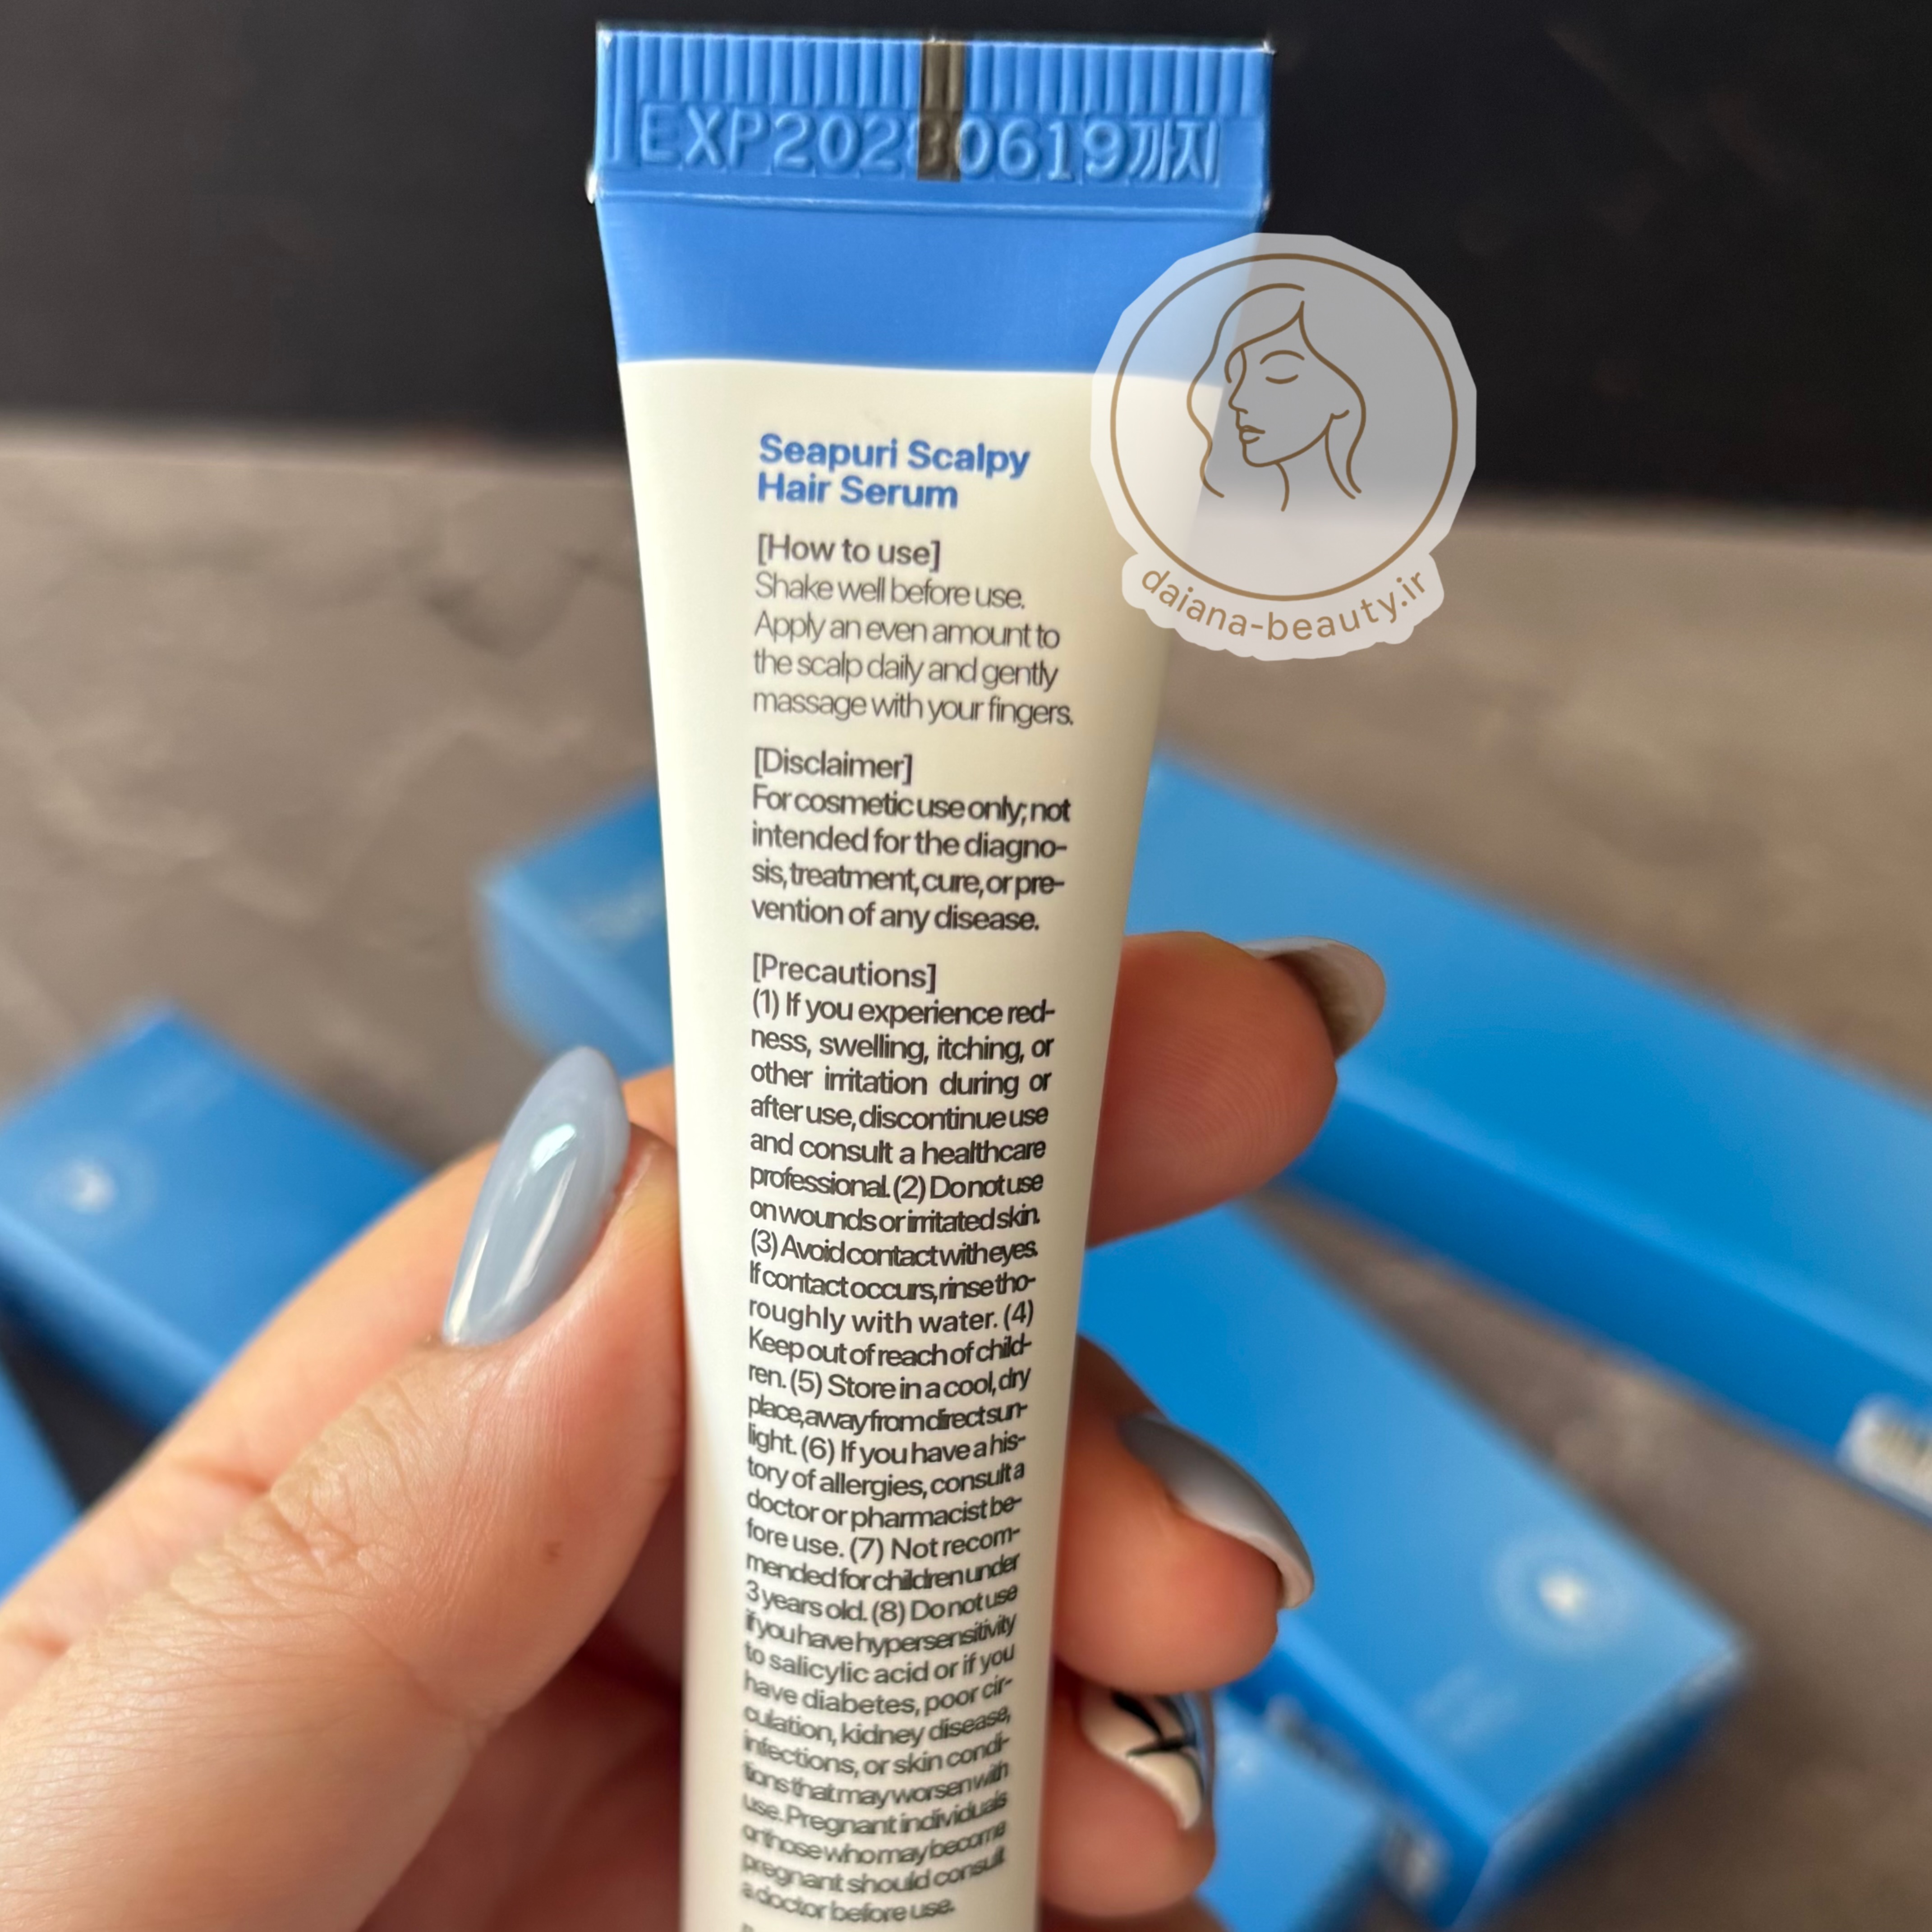 EXP20280619까지
Seapuri Scalpy
Hair Serum
[How to use]
Shake well before use.
Apply an even amount to
the scalp daily and gently
massage with your fingers.
[Disclaimer]
For cosmetic use only; not
intended for the diagno-
sis, treatment, cure, or pre-
vention of any disease.
[Precautions]
(1) If you experience red-
ness, swelling, itching, or
other irritation during or
after use, discontinue use
and consult a healthcare
professional. (2) Do not use
on wounds or irritated skin.
(3) Avoid contact with eyes.
If contact occurs, rinse tho-
roughly with water. (4)
Keep out of reach of child-
ren. (5) Store in a cool, dry
place, away from direct sun-
light. (6) If you have a his-
tory of allergies, consult a
doctor or pharmacist be-
fore use. (7) Not recom-
mended for children under
3 years old. (8) Do not use
if you have hypersensitivity
to salicylic acid or if you
have diabetes, poor cir-
culation, kidney disease,
infections, or skin condi-
tions that may worsen with
use. Pregnant individuals
or those who may become
pregnant should consult
a doctor before use.
daiana-beauty.ir